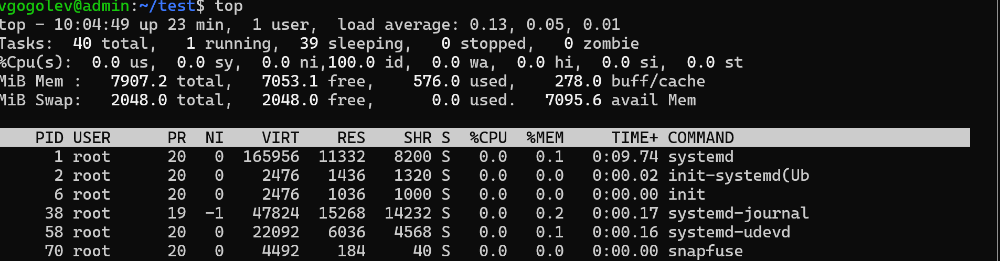 vgogolev@admin:~/test$ top
top - 10:04:49 up 23 min,  1 user,  load average: 0.13, 0.05, 0.01
Tasks:  40 total,   1 running,  39 sleeping,   0 stopped,   0 zombie
%Cpu(s):  0.0 us,  0.0 sy,  0.0 ni,100.0 id,  0.0 wa,  0.0 hi,  0.0 si,  0.0 st
MiB Mem :   7907.2 total,   7053.1 free,    576.0 used,    278.0 buff/cache
MiB Swap:   2048.0 total,   2048.0 free,      0.0 used.   7095.6 avail Mem
PID USER      PR  NI    VIRT    RES    SHR S  %CPU  %MEM     TIME+ COMMAND
1 root      20   0  165956  11332   8200 S   0.0   0.1   0:09.74 systemd
2 root      20   0    2476   1436   1320 S   0.0   0.0   0:00.02 init-systemd(Ub
6 root      20   0    2476   1036   1000 S   0.0   0.0   0:00.00 init
38 root      19  -1   47824  15268  14232 S   0.0   0.2   0:00.17 systemd-journal
58 root      20   0   22092   6036   4568 S   0.0   0.1   0:00.16 systemd-udevd
70 root      20   0    4492    184     40 S   0.0   0.0   0:00.00 snapfuse